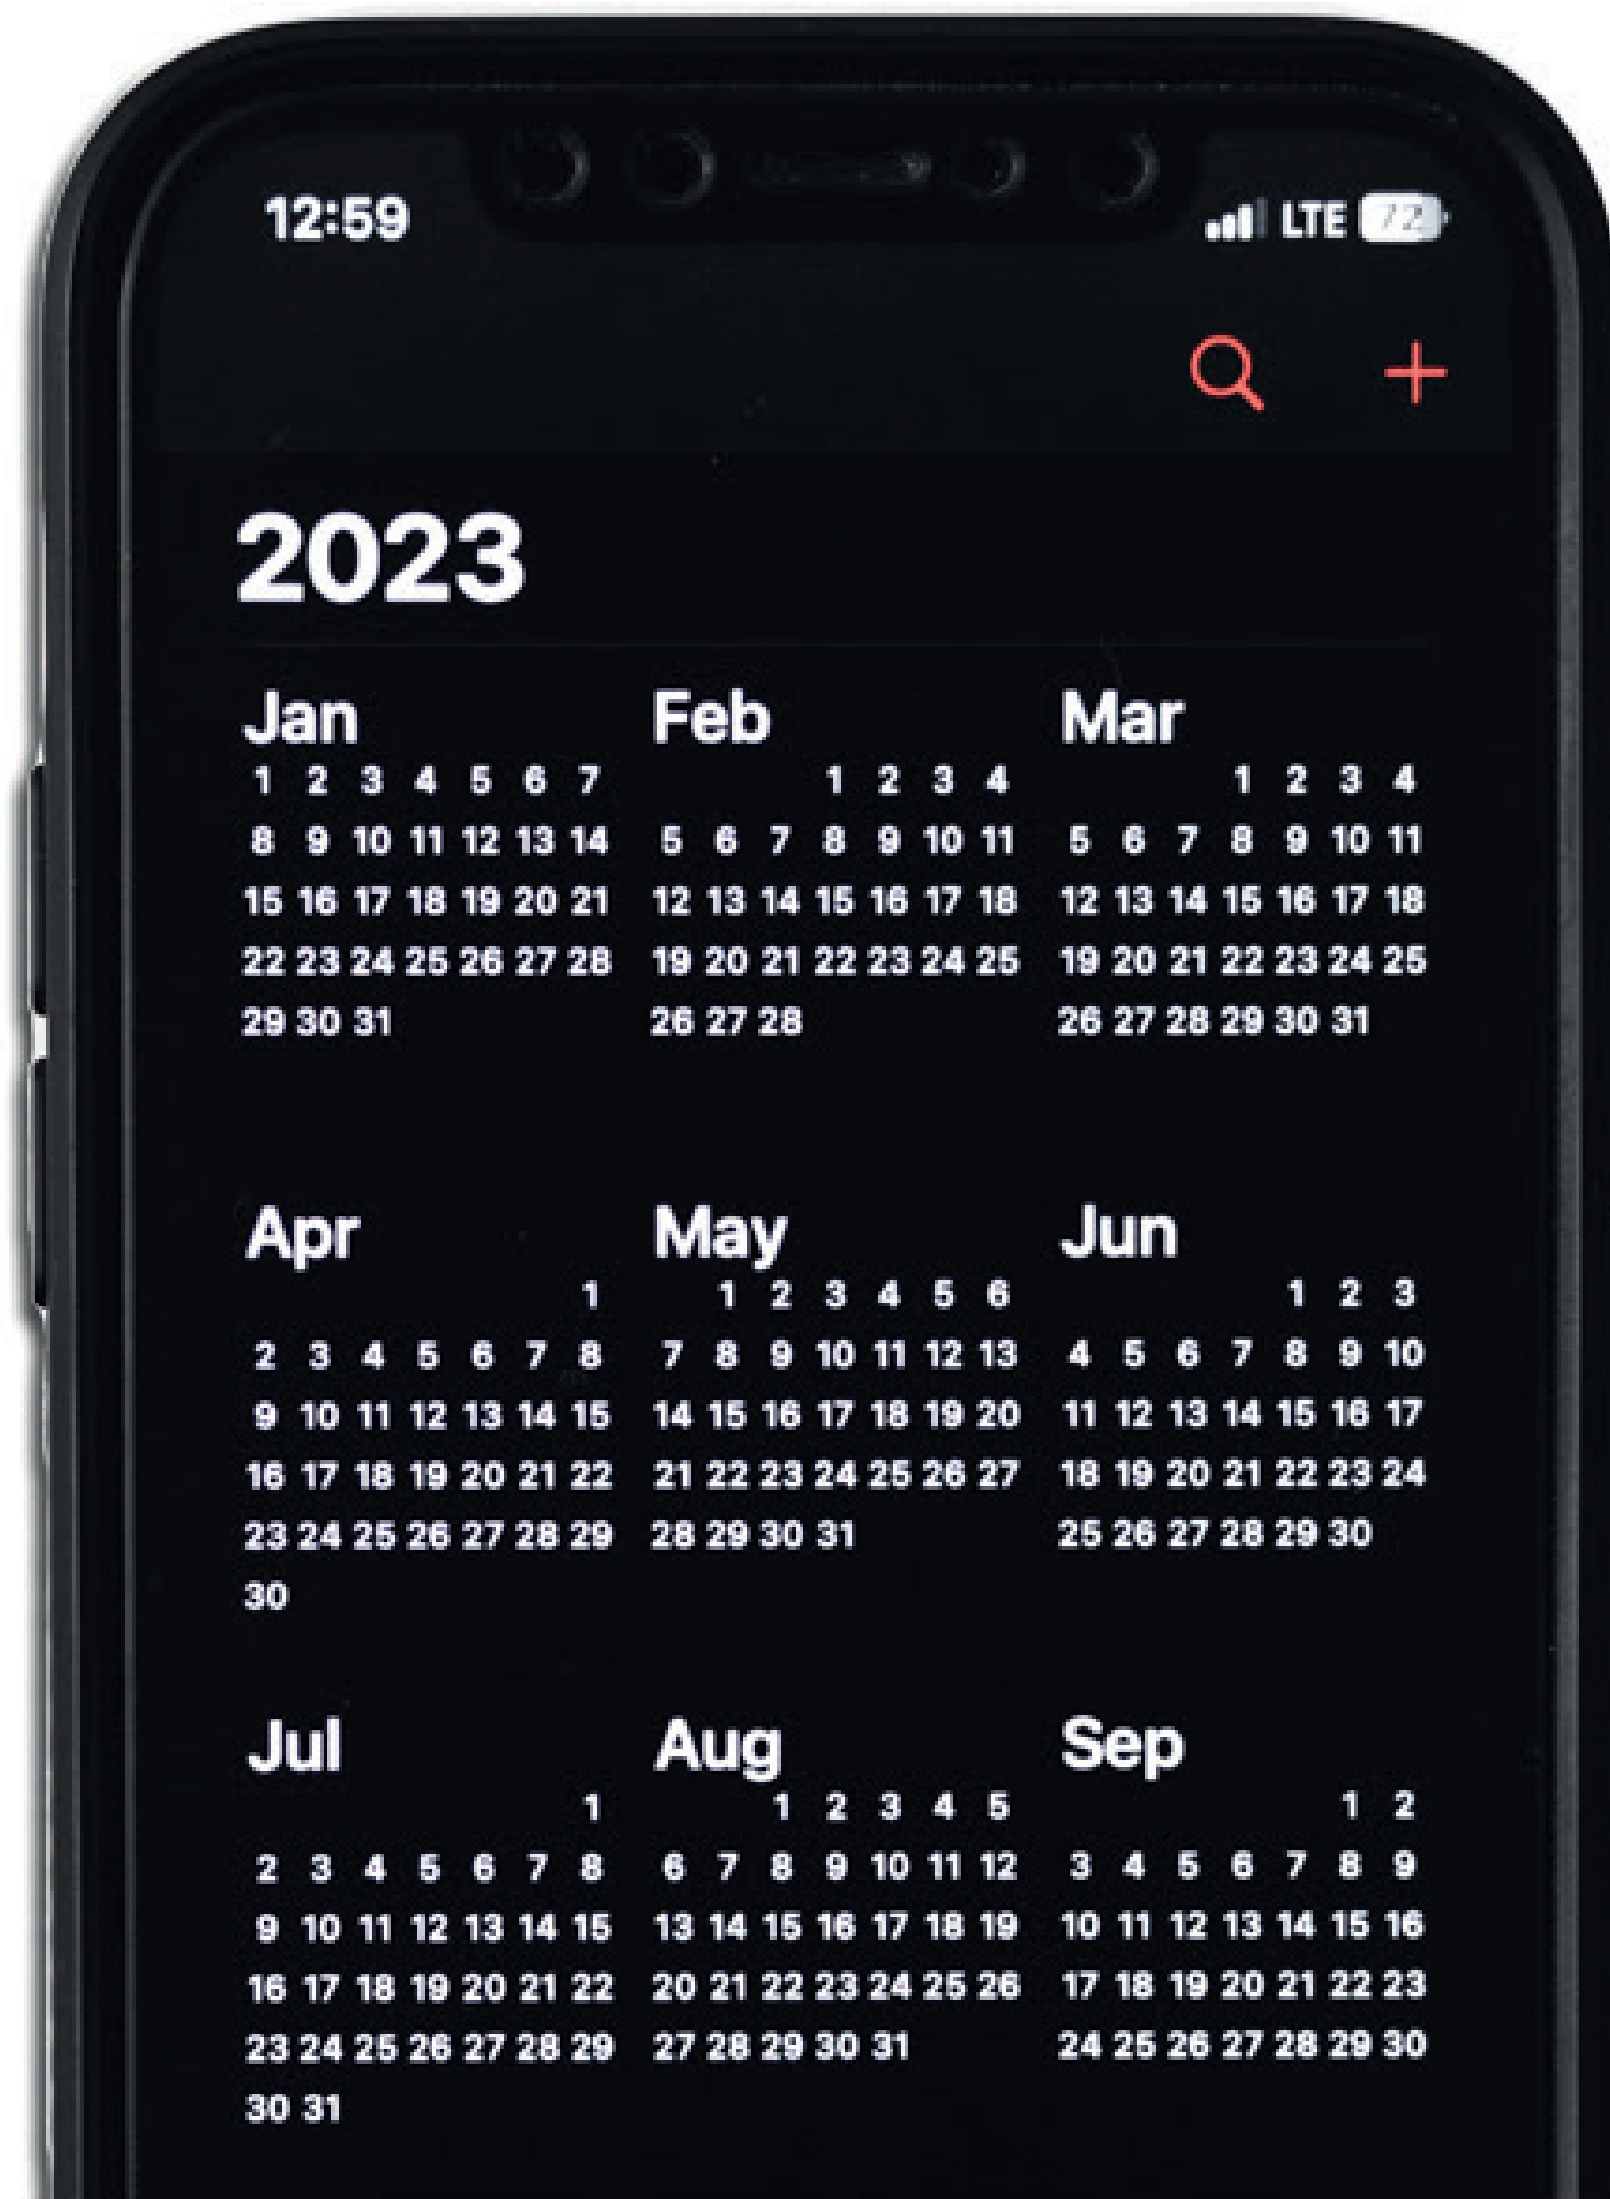 12:59 LTE 72
2023
Jan Feb Mar
1 2 3 4 5 6 7 1 2 3 4 1 2 3 4
8 9 10 11 12 13 14 5 6 7 8 9 10 11 5 6 7 8 9 10 11
15 16 17 18 19 20 21 12 13 14 15 16 17 18 12 13 14 15 16 17 18
22 23 24 25 26 27 28 19 20 21 22 23 24 25 19 20 21 22 23 24 25
29 30 31 26 27 28 26 27 28 29 30 31
Apr May Jun
1 1 2 3 4 5 6 1 2 3
2 3 4 5 6 7 8 7 8 9 10 11 12 13 4 5 6 7 8 9 10
9 10 11 12 13 14 15 14 15 16 17 18 19 20 11 12 13 14 15 16 17
16 17 18 19 20 21 22 21 22 23 24 25 26 27 18 19 20 21 22 23 24
23 24 25 26 27 28 29 28 29 30 31 25 26 27 28 29 30
30
Jul Aug Sep
1 1 2 3 4 5 1 2
2 3 4 5 6 7 8 6 7 8 9 10 11 12 3 4 5 6 7 8 9
9 10 11 12 13 14 15 13 14 15 16 17 18 19 10 11 12 13 14 15 16
16 17 18 19 20 21 22 20 21 22 23 24 25 26 17 18 19 20 21 22 23
23 24 25 26 27 28 29 27 28 29 30 31 24 25 26 27 28 29 30
30 31